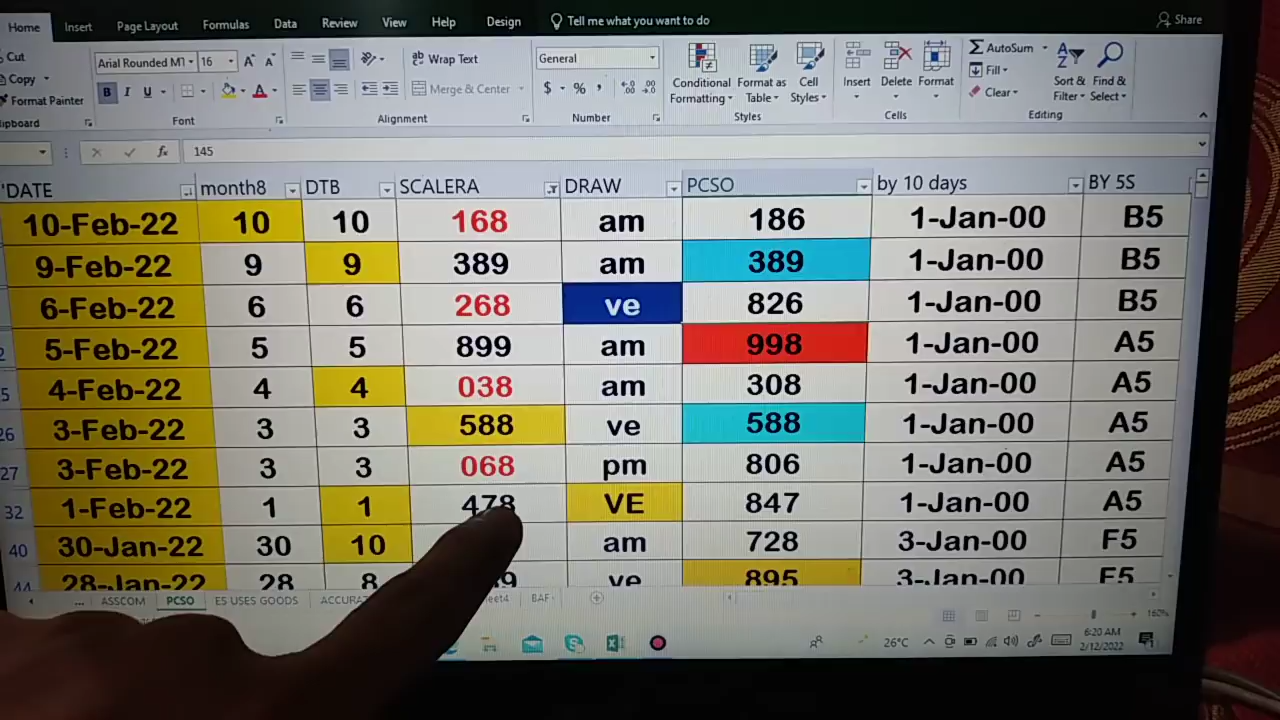 Home Insert Page Layout Formulas Data Review View Help Design Tell me what you want to do Share
Cut
Copy
Format Painter
Arial Rounded MT 16 A A
B I U A
ab Wrap Text
Merge & Center
General
$ % ,
Conditional Formatting
Format as Table
Cell Styles
Insert Delete Format
AutoSum
Fill
Clear
Sort & Filter
Find & Select
Font Alignment Number Styles Cells Editing
fx 145
'DATE month8 DTB SCALERA DRAW PCSO by 10 days BY 5S
10-Feb-22 10 10 168 am 186 1-Jan-00 B5
9-Feb-22 9 9 389 am 389 1-Jan-00 B5
6-Feb-22 6 6 268 ve 826 1-Jan-00 B5
5-Feb-22 5 5 899 am 998 1-Jan-00 A5
4-Feb-22 4 4 038 am 308 1-Jan-00 A5
26 3-Feb-22 3 3 588 ve 588 1-Jan-00 A5
27 3-Feb-22 3 3 068 pm 806 1-Jan-00 A5
32 1-Feb-22 1 1 478 VE 847 1-Jan-00 A5
40 30-Jan-22 30 10 am 728 3-Jan-00 F5
44 28-Jan-22 28 8 ve 895 3-Jan-00 F5
... ASSCOM PCSO ES USES GOODS BAF
160%
26°C 6:20 AM
2/12/2022